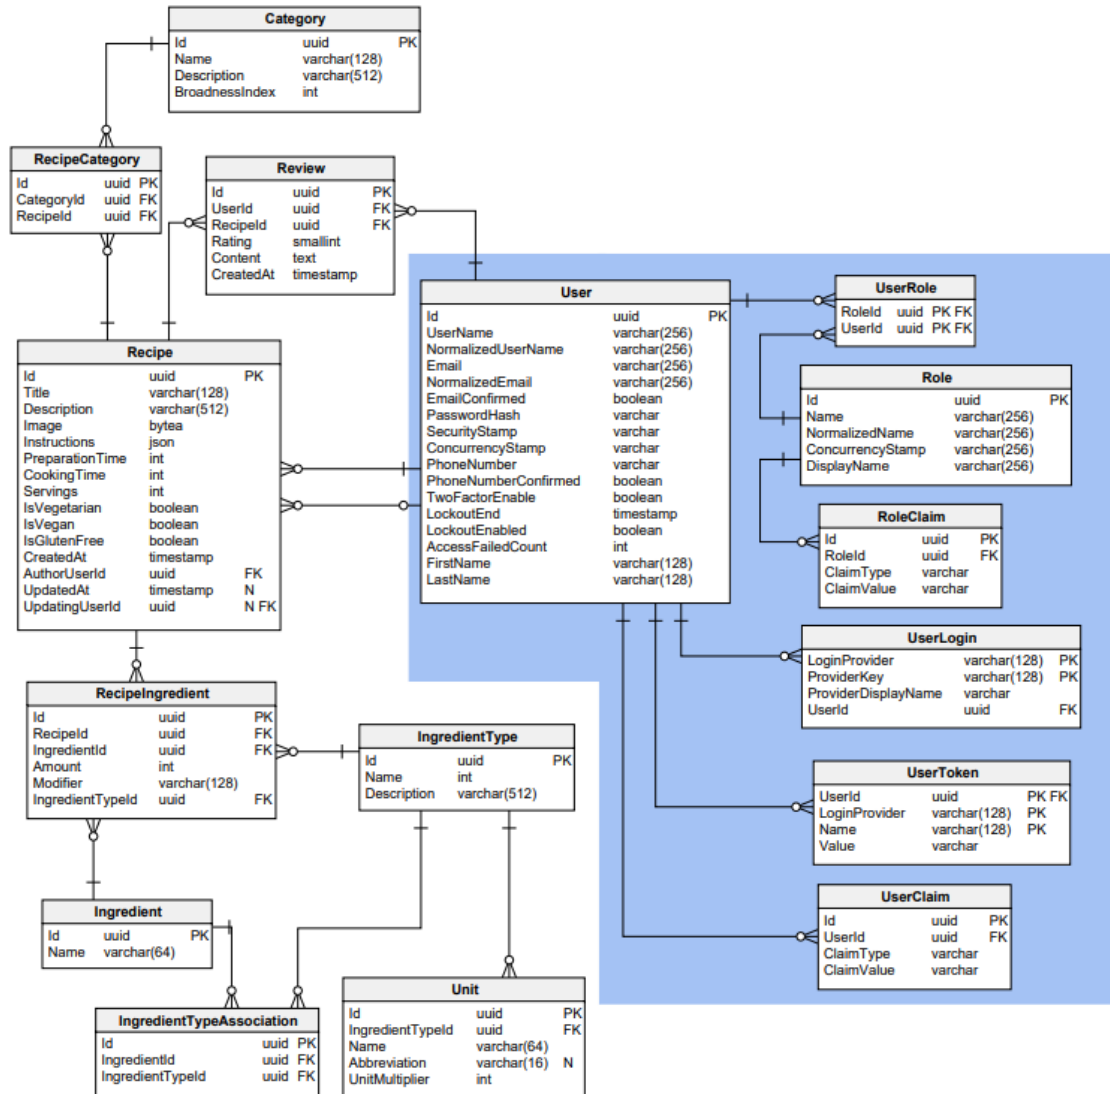 Category
Id uuid PK
Name varchar(128)
Description varchar(512)
BroadnessIndex int
RecipeCategory
Id uuid PK
CategoryId uuid FK
RecipeId uuid FK
Review
Id uuid PK
UserId uuid FK
RecipeId uuid FK
Rating smallint
Content text
CreatedAt timestamp
User
Id uuid PK
UserName varchar(256)
NormalizedUserName varchar(256)
Email varchar(256)
NormalizedEmail varchar(256)
EmailConfirmed boolean
PasswordHash varchar
SecurityStamp varchar
ConcurrencyStamp varchar
PhoneNumber varchar
PhoneNumberConfirmed boolean
TwoFactorEnable boolean
LockoutEnd timestamp
LockoutEnabled boolean
AccessFailedCount int
FirstName varchar(128)
LastName varchar(128)
UserRole
RoleId uuid PK FK
UserId uuid PK FK
Role
Id uuid PK
Name varchar(256)
NormalizedName varchar(256)
ConcurrencyStamp varchar(256)
DisplayName varchar(256)
RoleClaim
Id uuid PK
RoleId uuid FK
ClaimType varchar
ClaimValue varchar
Recipe
Id uuid PK
Title varchar(128)
Description varchar(512)
Image bytea
Instructions json
PreparationTime int
CookingTime int
Servings int
IsVegetarian boolean
IsVegan boolean
IsGlutenFree boolean
CreatedAt timestamp
AuthorUserId uuid FK
UpdatedAt timestamp N
UpdatingUserId uuid N FK
UserLogin
LoginProvider varchar(128) PK
ProviderKey varchar(128) PK
ProviderDisplayName varchar
UserId uuid FK
RecipeIngredient
Id uuid PK
RecipeId uuid FK
IngredientId uuid FK
Amount int
Modifier varchar(128)
IngredientTypeId uuid FK
IngredientType
Id uuid PK
Name int
Description varchar(512)
UserToken
UserId uuid PK FK
LoginProvider varchar(128) PK
Name varchar(128) PK
Value varchar
UserClaim
Id uuid PK
UserId uuid FK
ClaimType varchar
ClaimValue varchar
Ingredient
Id uuid PK
Name varchar(64)
IngredientTypeAssociation
Id uuid PK
IngredientId uuid FK
IngredientTypeId uuid FK
Unit
Id uuid PK
IngredientTypeId uuid FK
Name varchar(64)
Abbreviation varchar(16) N
UnitMultiplier int